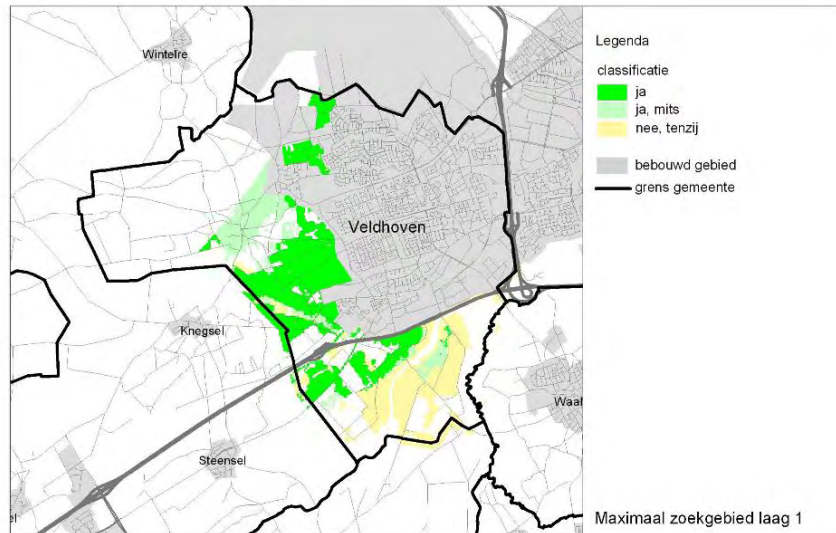 Wintelre
Veldhoven
Knegsel
Steensel
Waal
el
Legenda
classificatie
ja
ja, mits
nee, tenzij
bebouwd gebied
grens gemeente
Maximaal zoekgebied laag 1